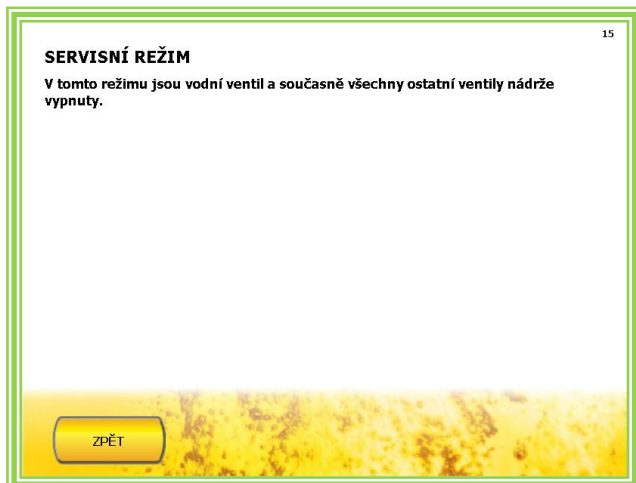 15
SERVISNÍ REŽIM
V tomto režimu jsou vodní ventil a současně všechny ostatní ventily nádrže
vypnuty.
ZPĚT